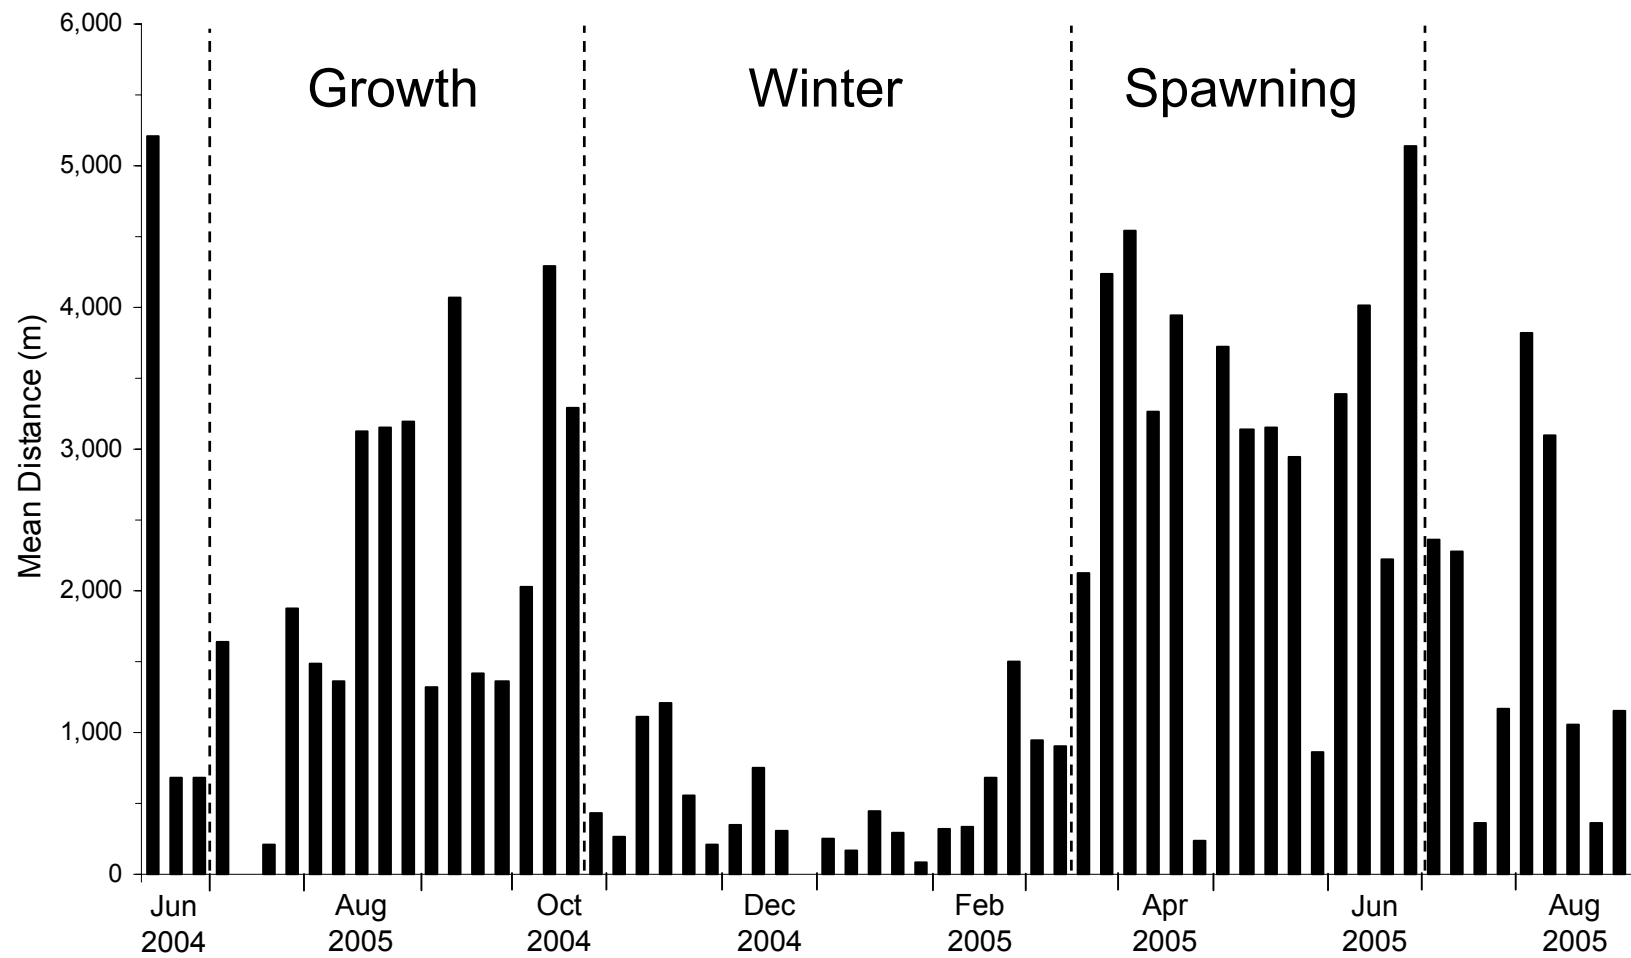 6,000
Growth
Winter
Spawning
5,000
4,000
3,000
2,000
1,000
0
Mean Distance (m)
Jun
2004
Aug
2005
Oct
2004
Dec
2004
Feb
2005
Apr
2005
Jun
2005
Aug
2005